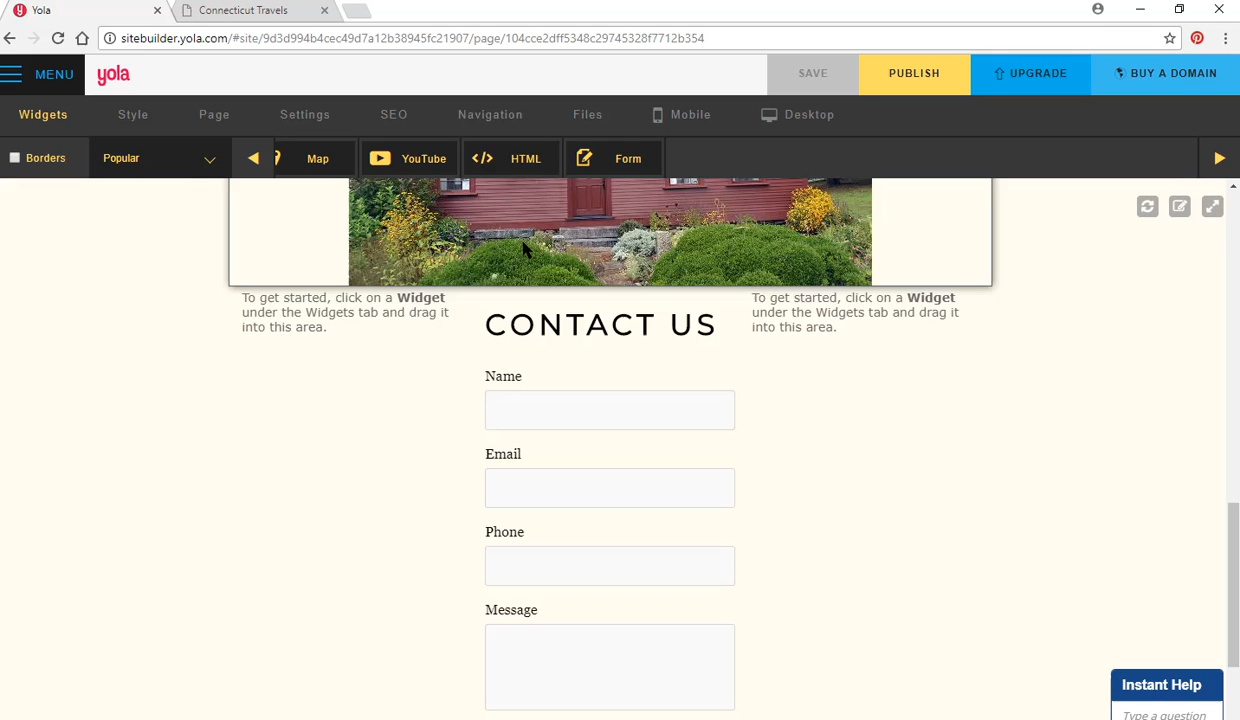 Yola
Connecticut Travels
sitebuilder.yola.com/#site/9d3d994b4cec49d7a12b38945fc21907/page/104cce2dff5348c29745328f7712b354
MENU
yola
SAVE
PUBLISH
UPGRADE
BUY A DOMAIN
Widgets
Style
Page
Settings
SEO
Navigation
Files
Mobile
Desktop
Borders
Popular
Map
YouTube
</> HTML
Form
To get started, click on a Widget
under the Widgets tab and drag it
into this area.
CONTACT US
To get started, click on a Widget
under the Widgets tab and drag it
into this area.
Name
Email
Phone
Message
Instant Help
Type a question